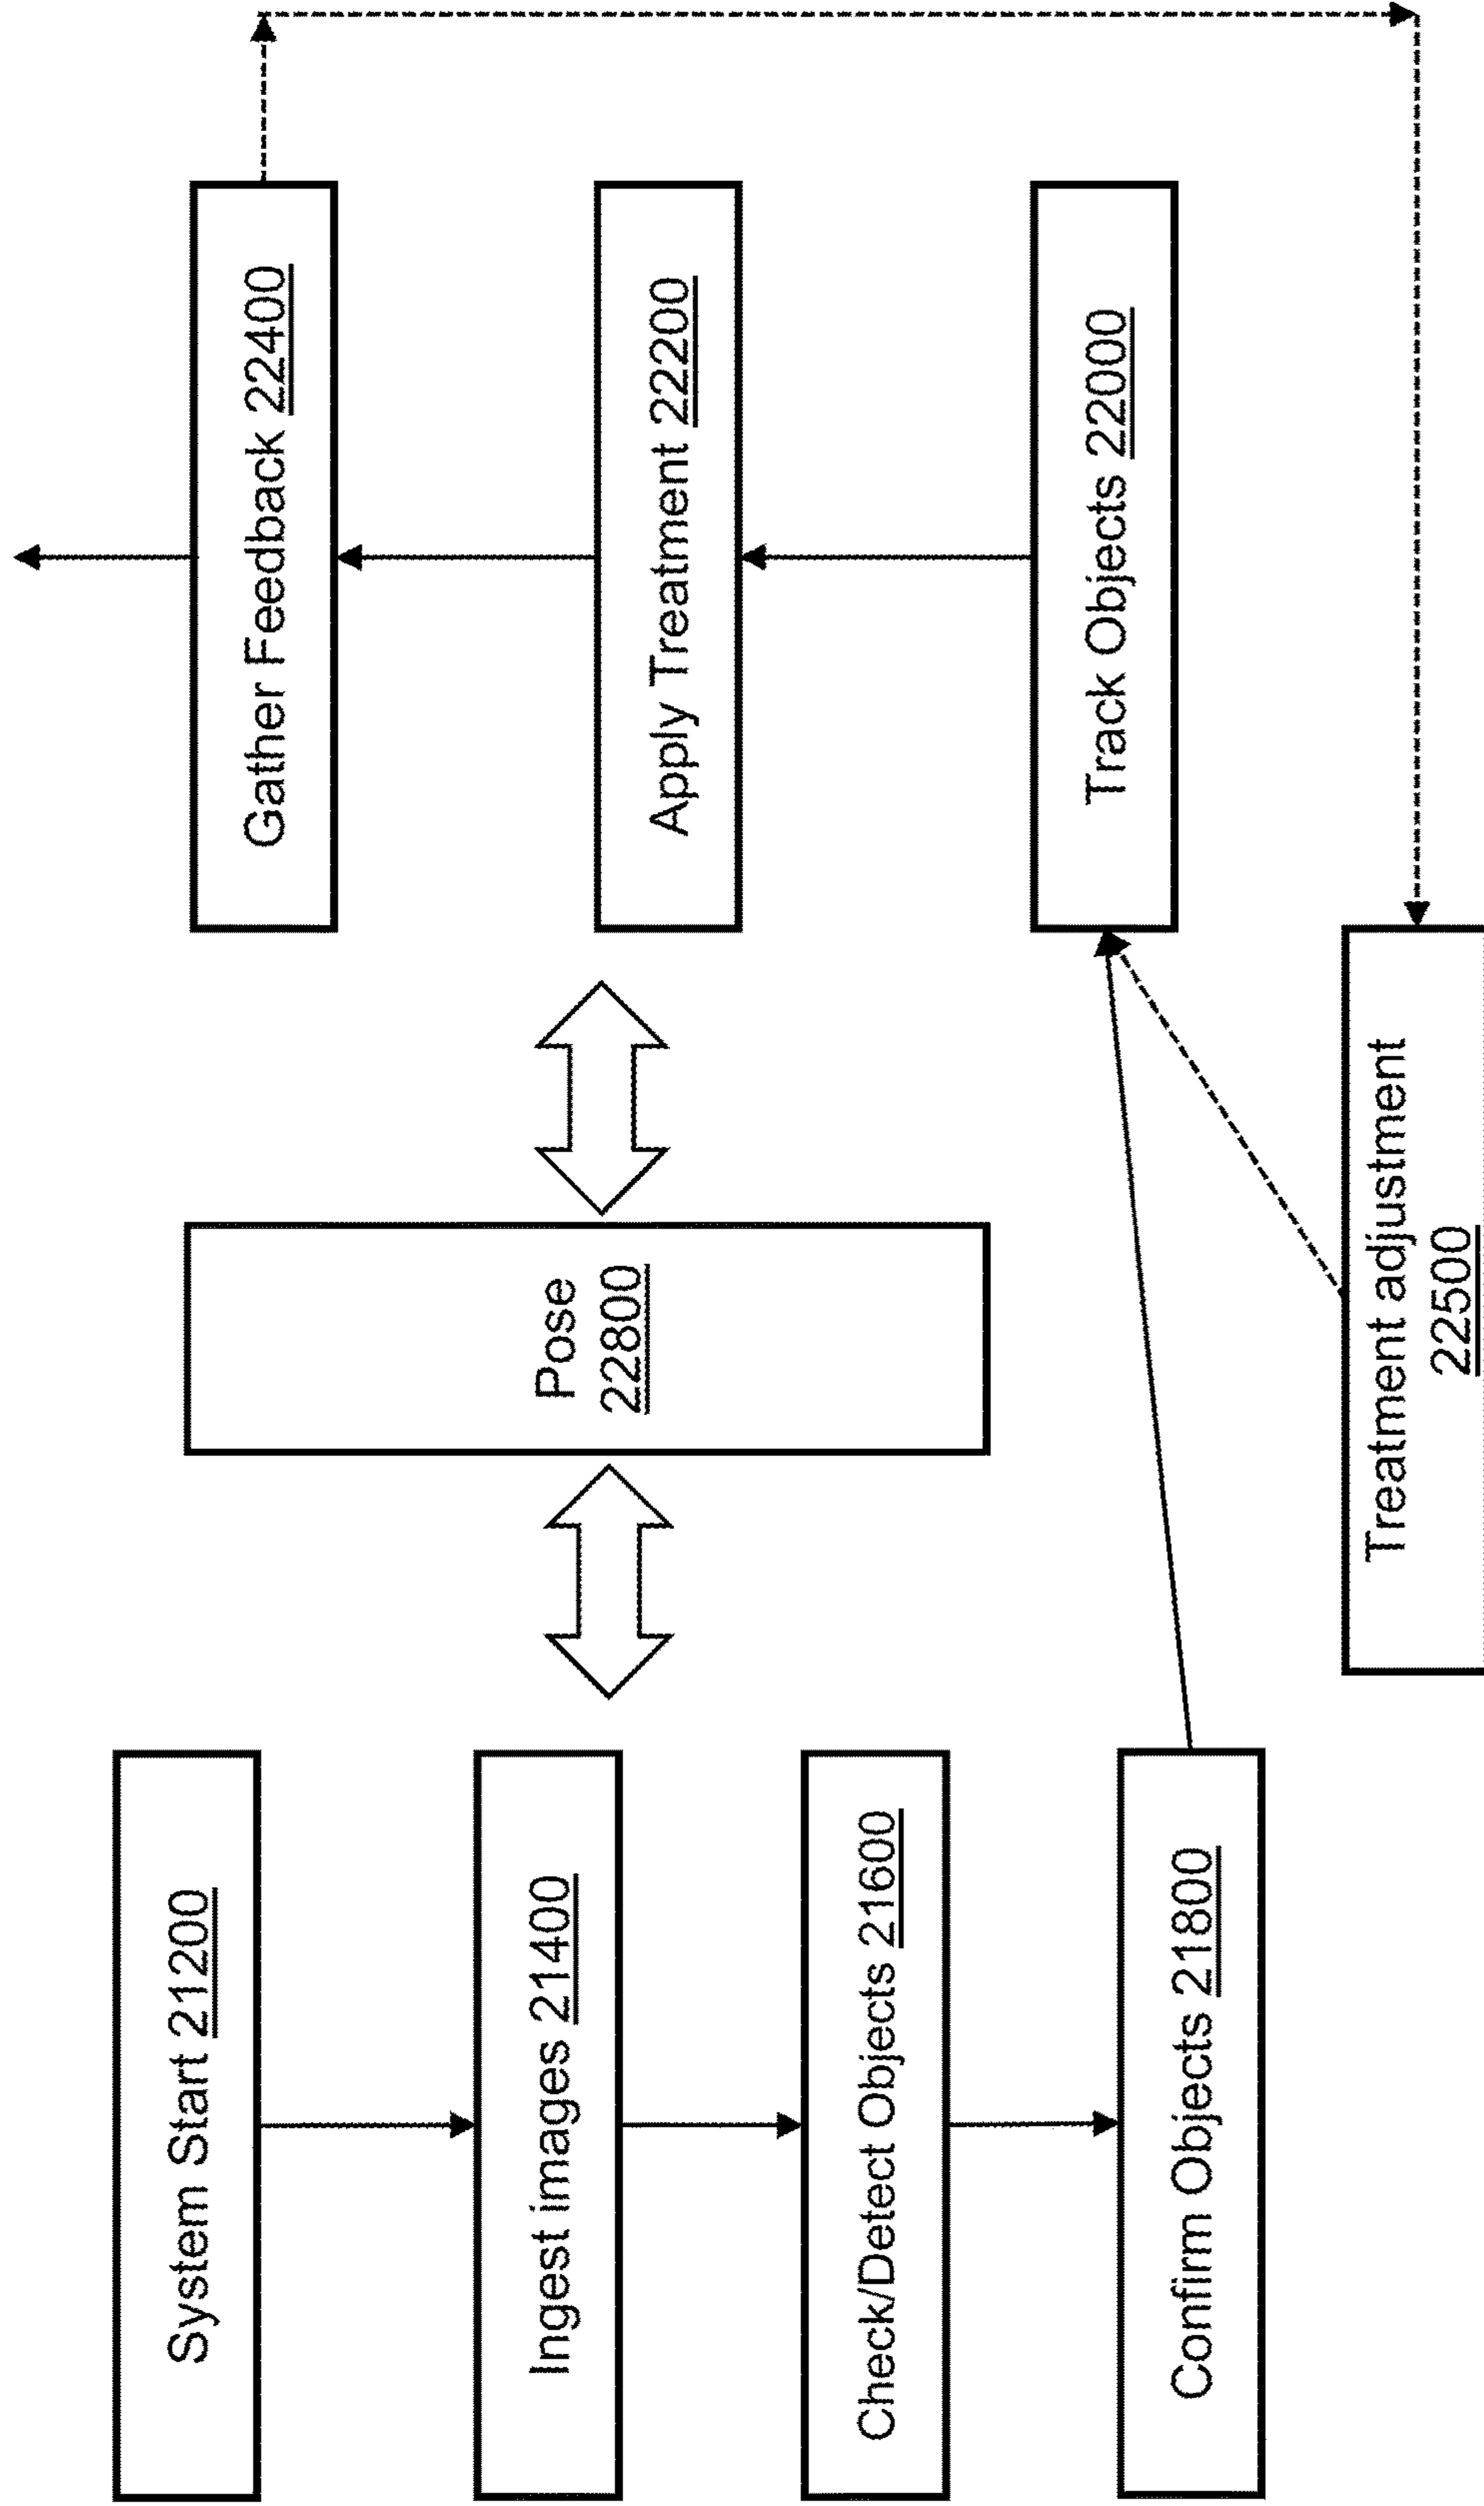 System Start 21200
Ingest images 21400
Check/Detect Objects 21600
Confirm Objects 21800
Pose
22800
Gather Feedback 22400
Apply Treatment 22200
Track Objects 22000
Treatment adjustment
22500